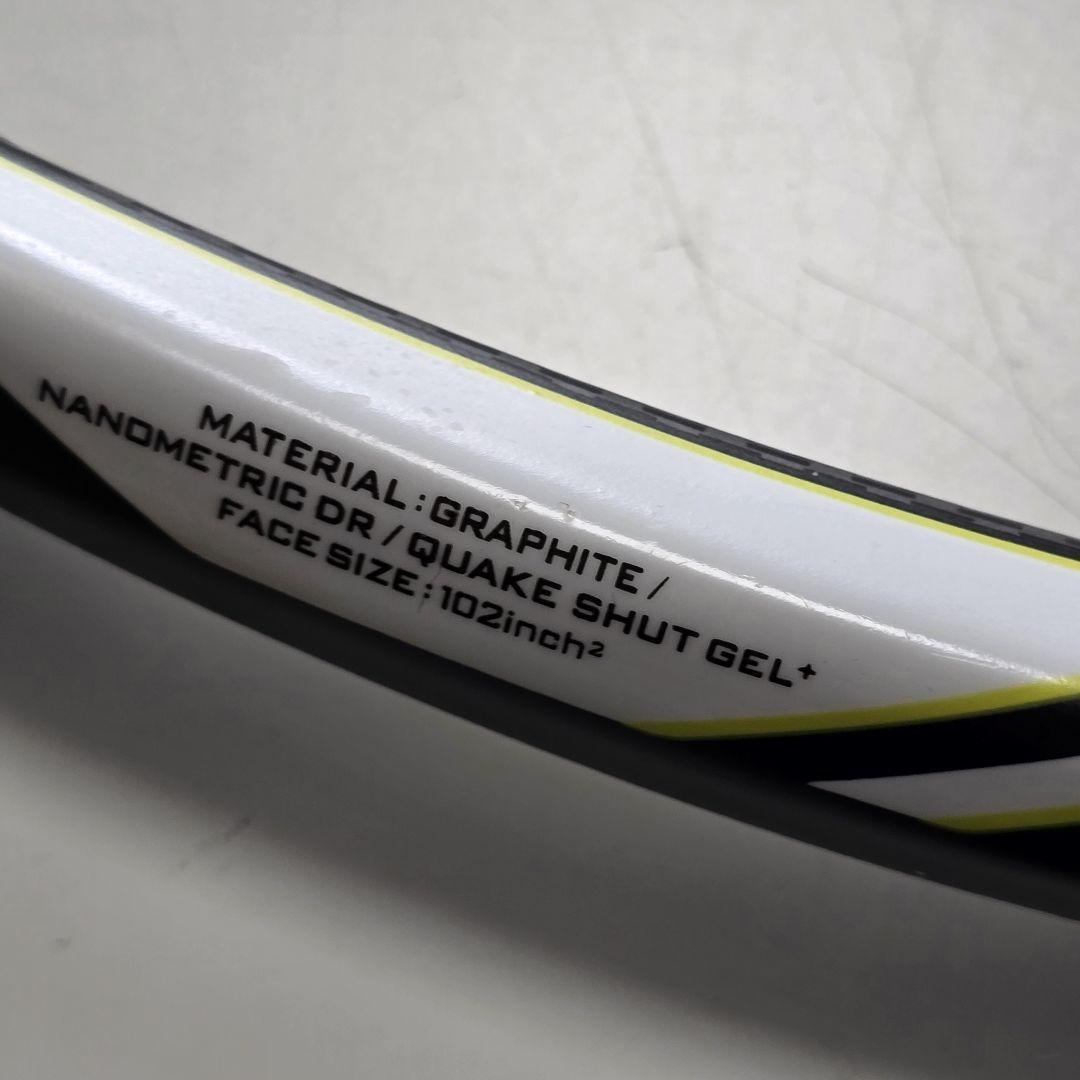 MATERIAL:GRAPHITE/
NANOMETRIC DR/QUAKE SHUT GEL+
FACE SIZE:102inch²